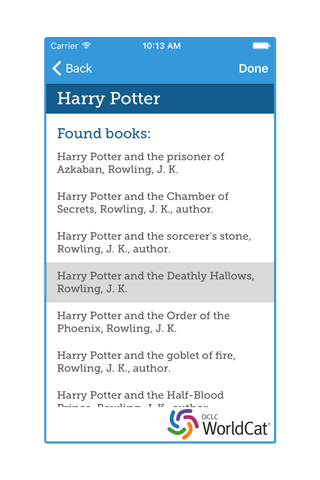 Carrier 10:13 AM
Back Done
Harry Potter
Found books:
Harry Potter and the prisoner of
Azkaban, Rowling, J. K.
Harry Potter and the Chamber of
Secrets, Rowling, J. K., author.
Harry Potter and the sorcerer's stone,
Rowling, J. K., author.
Harry Potter and the Deathly Hallows,
Rowling, J. K.
Harry Potter and the Order of the
Phoenix, Rowling, J. K.
Harry Potter and the goblet of fire,
Rowling, J. K., author.
Harry Potter and the Half-Blood
Prince, Rowling, J. K., author.
OCLC
WorldCat®